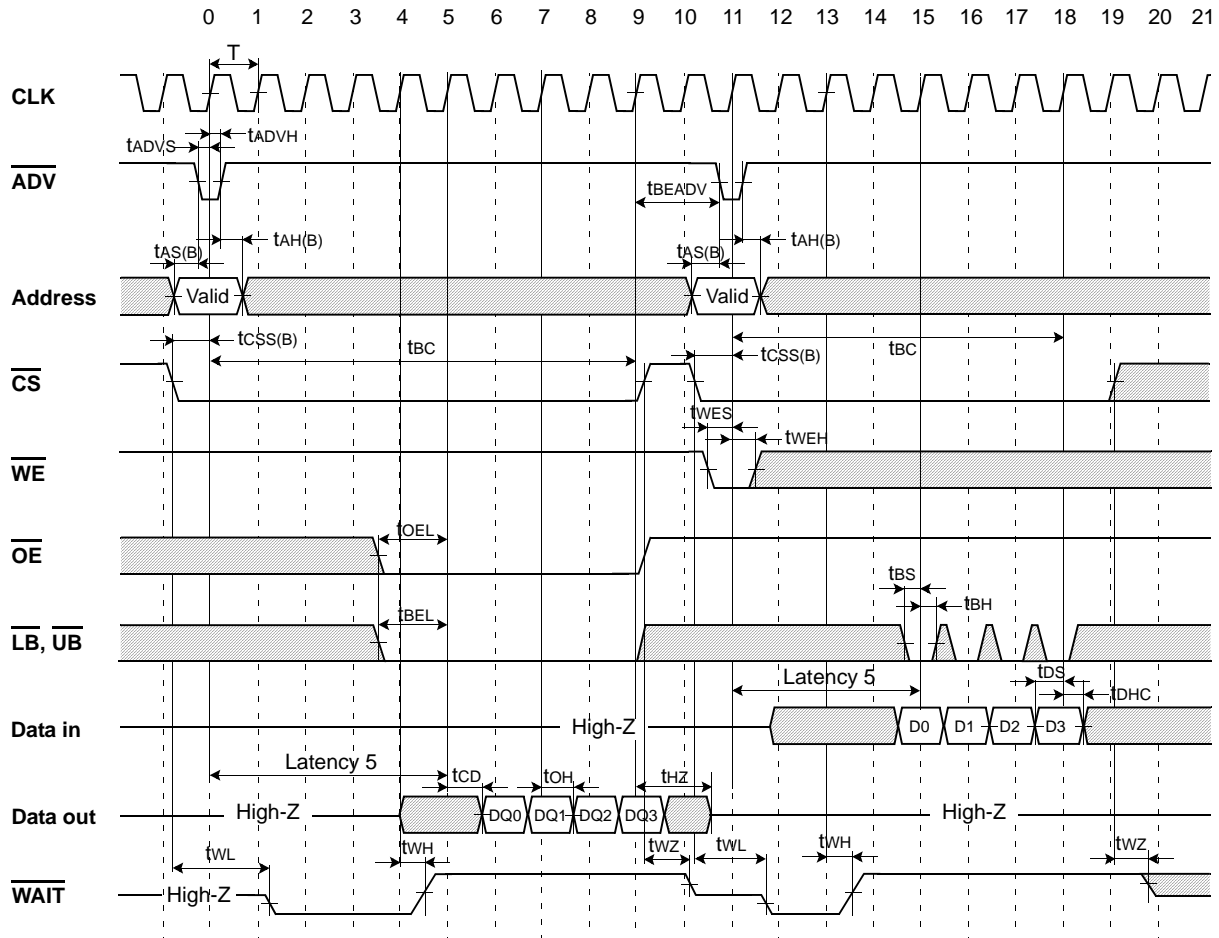 0 1 2 3 4 5 6 7 8 9 10 11 12 13 14 15 16 17 18 19 20 21
T
CLK
tADVH
tADVS
ADV
tBEADV
tAH(B)
tAS(B)
tAS(B)
tAH(B)
Address
Valid
Valid
tCSS(B)
tBC
tCSS(B)
tBC
CS
tWES
tWEH
WE
tOEL
OE
tBS
tBH
tBEL
LB, UB
Latency 5
tDS
tDHC
Data in
High-Z
D0 D1 D2 D3
Latency 5
tCD
tOH
tHZ
Data out
High-Z
DQ0 DQ1 DQ2 DQ3
High-Z
tWL
tWH
tWZ
tWL
tWH
tWZ
WAIT
High-Z